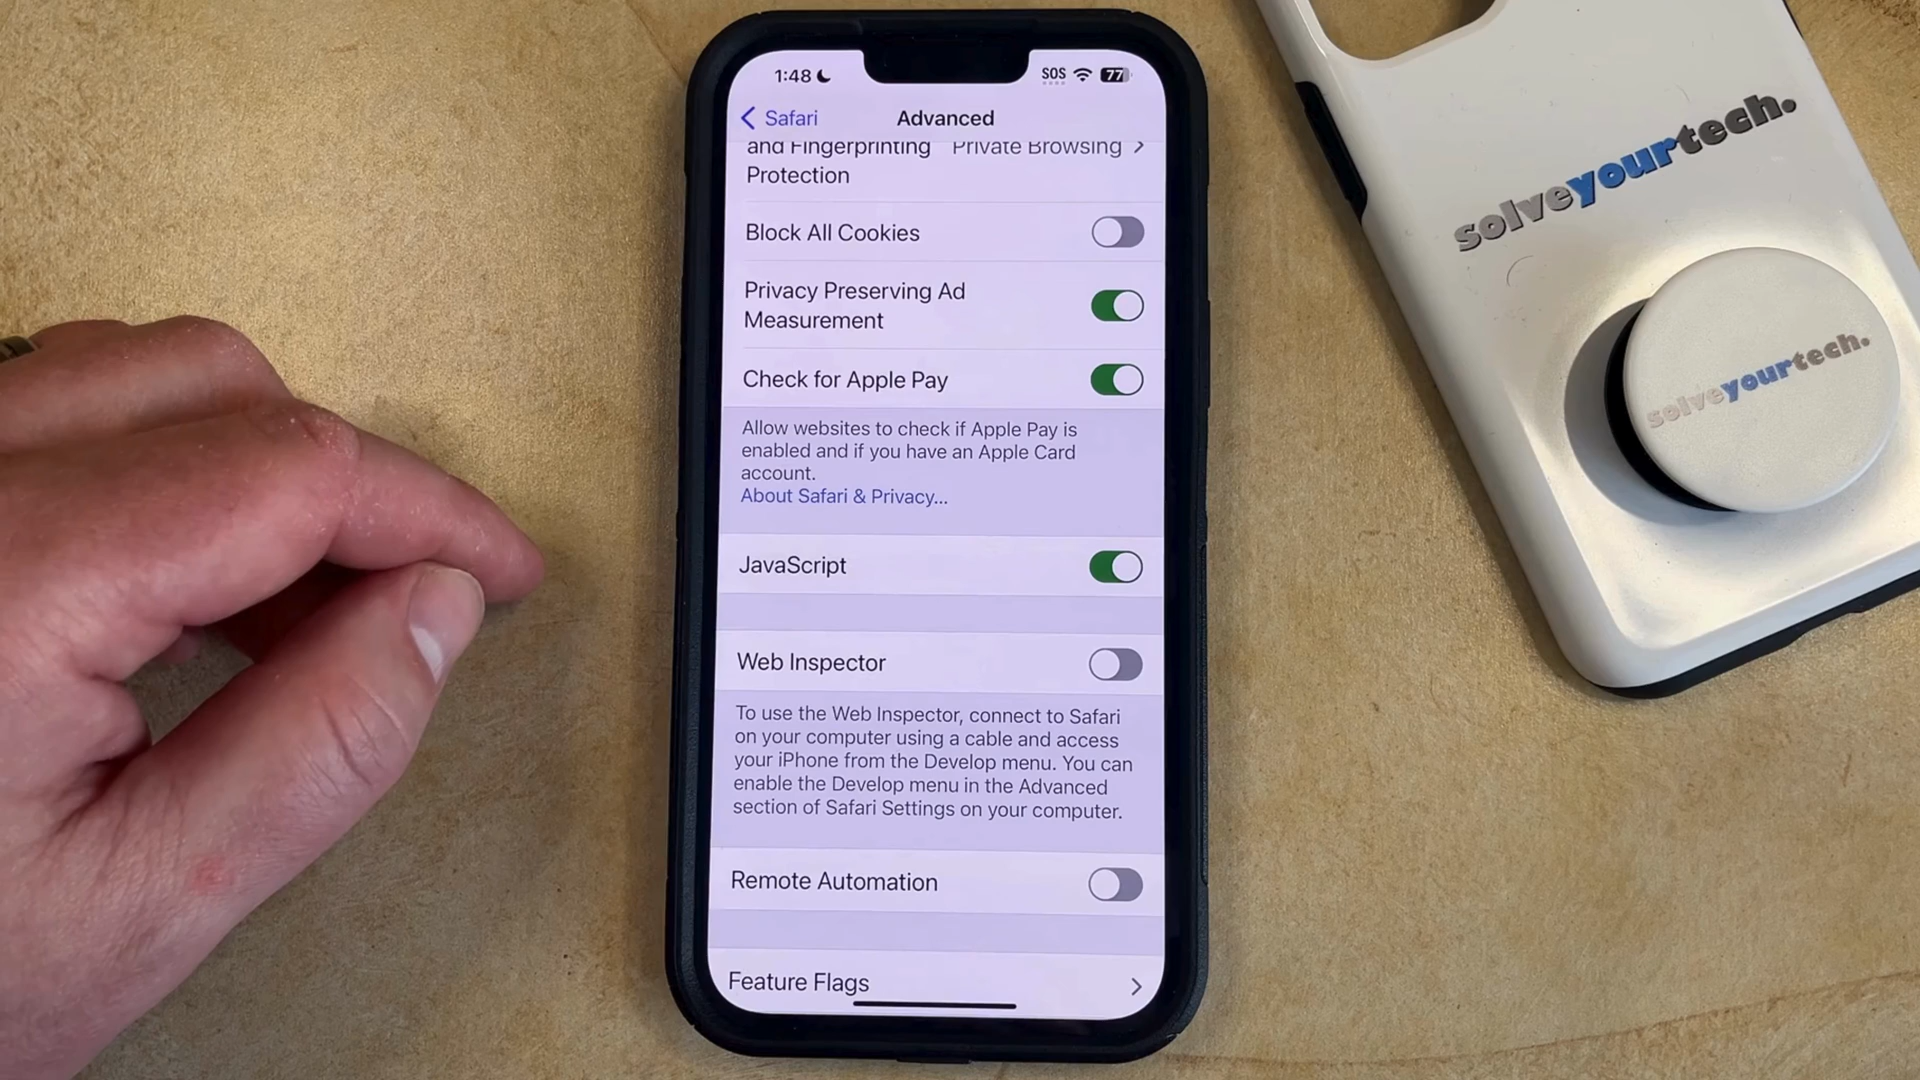 1:48
SOS
77
Safari
Advanced
and Fingerprinting
Protection
Private Browsing
Block All Cookies
Privacy Preserving Ad
Measurement
Check for Apple Pay
Allow websites to check if Apple Pay is
enabled and if you have an Apple Card
account.
About Safari & Privacy...
JavaScript
Web Inspector
To use the Web Inspector, connect to Safari
on your computer using a cable and access
your iPhone from the Develop menu. You can
enable the Develop menu in the Advanced
section of Safari Settings on your computer.
Remote Automation
Feature Flags
solveyourtech.
solveyourtech.